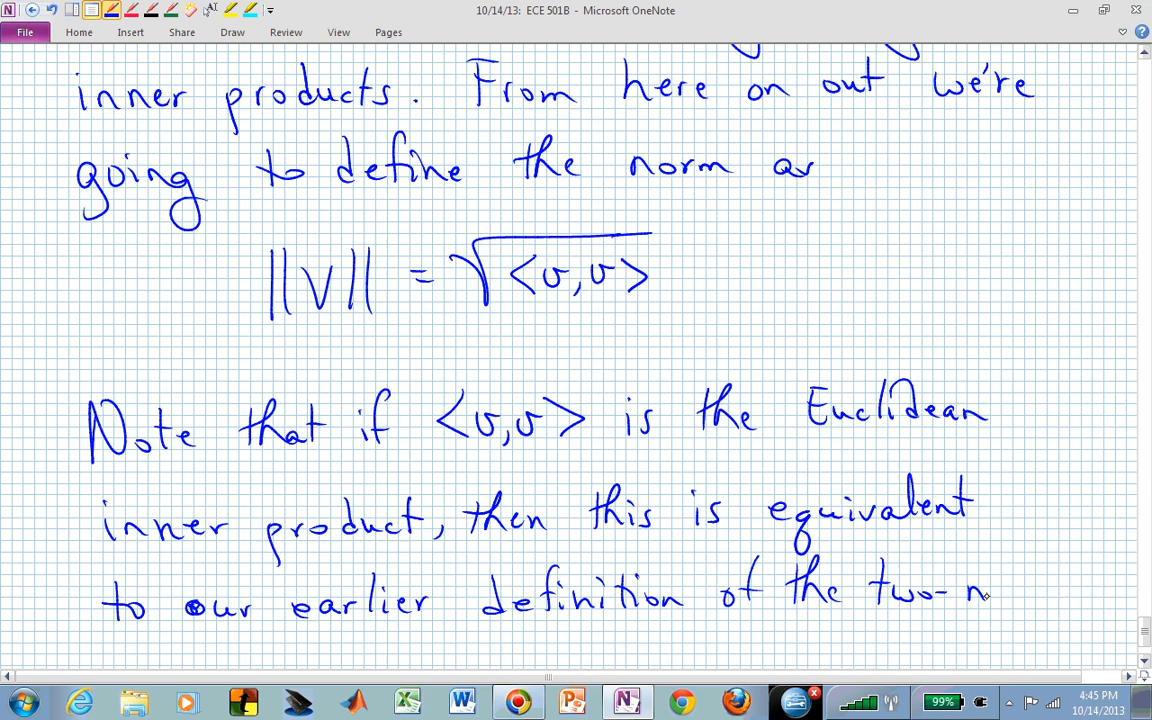 10/14/13: ECE 501B - Microsoft OneNote
File Home Insert Share Draw Review View Pages
inner products. From here on out we're
going to define the norm as
||V|| = √<v,v>
Note that if <v,v> is the Euclidean
inner product, then this is equivalent
to our earlier definition of the two-n
99%
4:45 PM
10/14/2013